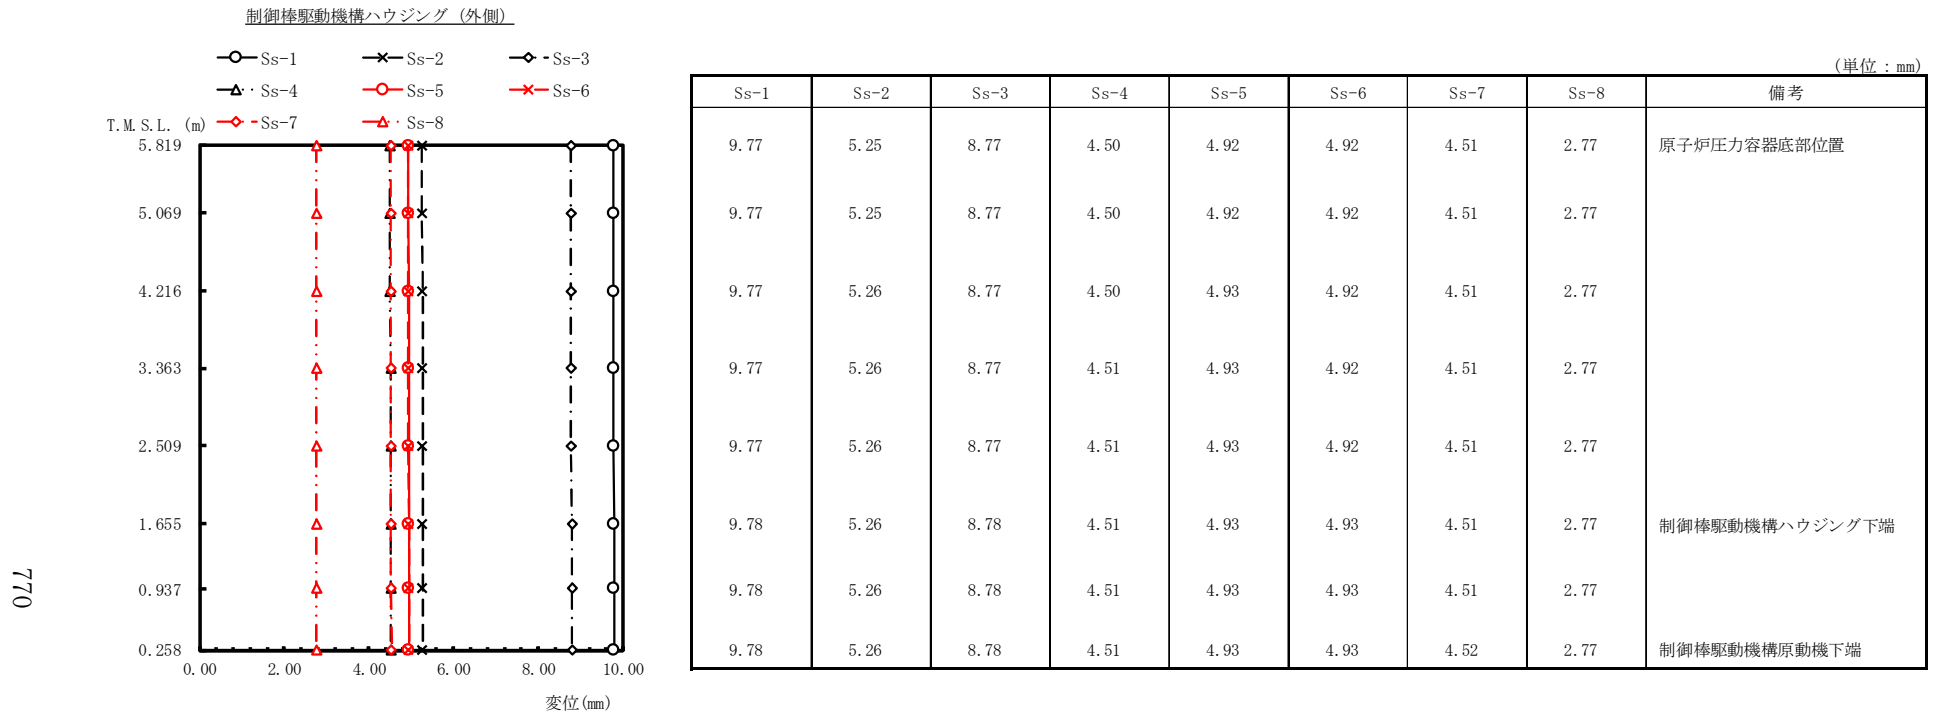 制御棒駆動機構ハウジング (外側)
Ss-1 Ss-2 Ss-3
Ss-4 Ss-5 Ss-6
Ss-7 Ss-8
T.M.S.L. (m)
5.819
5.069
4.216
3.363
2.509
1.655
0.937
0.258
0.00 2.00 4.00 6.00 8.00 10.00
変位(mm)
(単位:mm)
Ss-1 Ss-2 Ss-3 Ss-4 Ss-5 Ss-6 Ss-7 Ss-8 備考
9.77 5.25 8.77 4.50 4.92 4.92 4.51 2.77 原子炉圧力容器底部位置
9.77 5.25 8.77 4.50 4.92 4.92 4.51 2.77
9.77 5.26 8.77 4.50 4.93 4.92 4.51 2.77
9.77 5.26 8.77 4.51 4.93 4.92 4.51 2.77
9.77 5.26 8.77 4.51 4.93 4.92 4.51 2.77
9.78 5.26 8.78 4.51 4.93 4.93 4.51 2.77 制御棒駆動機構ハウジング下端
9.78 5.26 8.78 4.51 4.93 4.93 4.51 2.77
9.78 5.26 8.78 4.51 4.93 4.93 4.52 2.77 制御棒駆動機構原動機下端
770